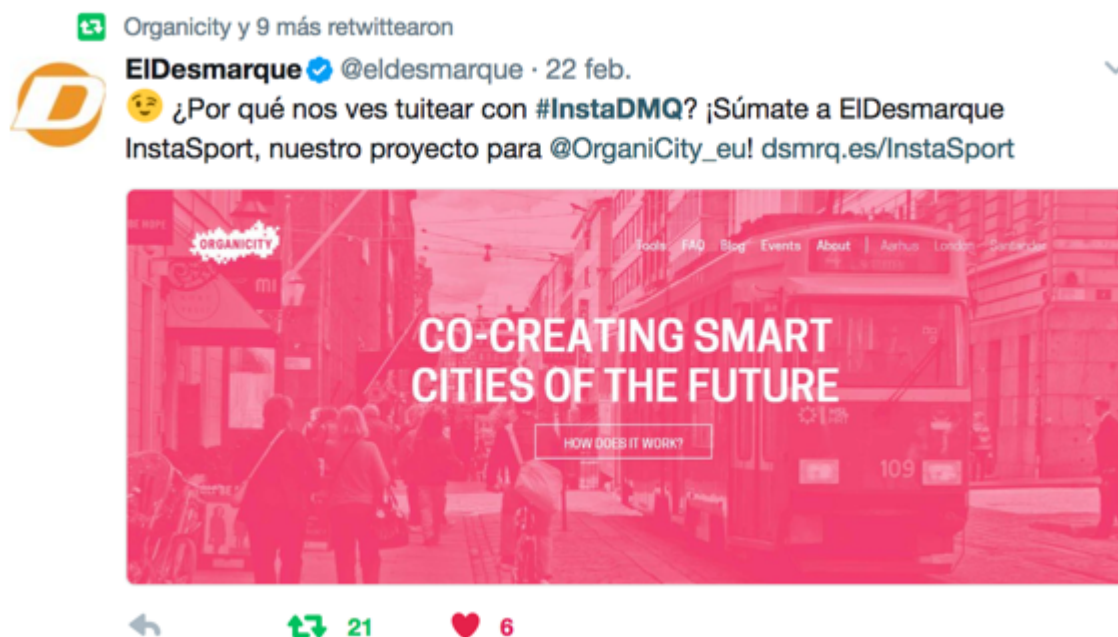 Organicity y 9 más retwittearon
ElDesmarque @eldesmarque · 22 feb.
¿Por qué nos ves tuitear con #InstaDMQ? ¡Súmate a ElDesmarque
InstaSport, nuestro proyecto para @OrganiCity_eu! dsmrq.es/InstaSport
ORGANICITY
Tools FAQ Blog Events About | Aarhus London Santander
mi
CO-CREATING SMART
CITIES OF THE FUTURE
HOW DOES IT WORK?
109
21 6